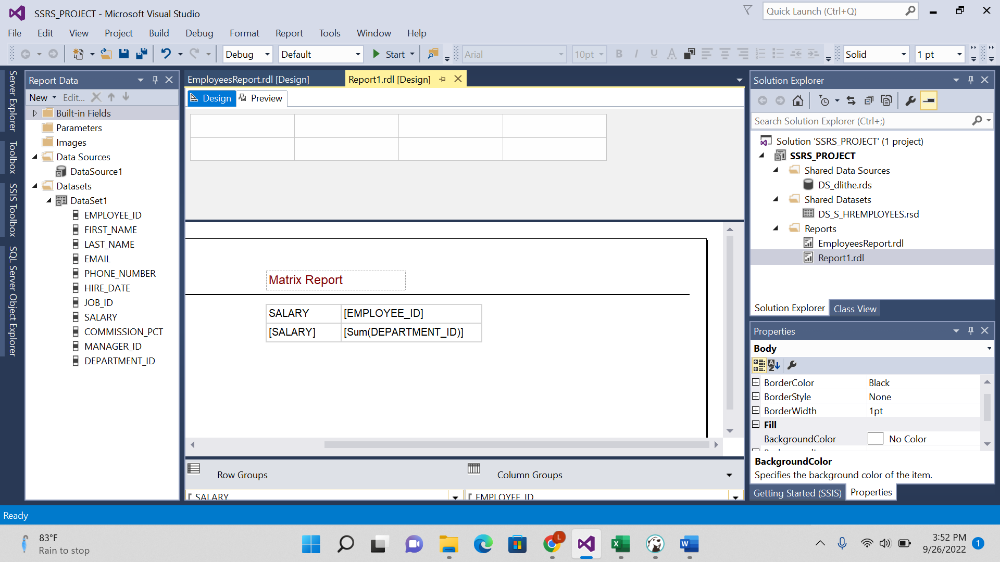 SSRS_PROJECT - Microsoft Visual Studio
Quick Launch (Ctrl+Q)
File Edit View Project Build Debug Format Report Tools Window Help
Debug Default Start Arial 10pt B I U A Solid 1 pt
Server Explorer
Toolbox
SSIS Toolbox
SQL Server Object Explorer
Report Data
New Edit...
Built-in Fields
Parameters
Images
Data Sources
DataSource1
Datasets
DataSet1
EMPLOYEE_ID
FIRST_NAME
LAST_NAME
EMAIL
PHONE_NUMBER
HIRE_DATE
JOB_ID
SALARY
COMMISSION_PCT
MANAGER_ID
DEPARTMENT_ID
EmployeesReport.rdl [Design] Report1.rdl [Design]
Design Preview
Matrix Report
SALARY [EMPLOYEE_ID]
[SALARY] [Sum(DEPARTMENT_ID)]
Row Groups Column Groups
SALARY EMPLOYEE_ID
Solution Explorer
Search Solution Explorer (Ctrl+;)
Solution 'SSRS_PROJECT' (1 project)
SSRS_PROJECT
Shared Data Sources
DS_dlithe.rds
Shared Datasets
DS_S_HREMPLOYEES.rsd
Reports
EmployeesReport.rdl
Report1.rdl
Solution Explorer Class View
Properties
Body
BorderColor Black
BorderStyle None
BorderWidth 1pt
Fill
BackgroundColor No Color
BackgroundColor
Specifies the background color of the item.
Getting Started (SSIS) Properties
Ready
83°F
Rain to stop
L
3:52 PM
9/26/2022
1